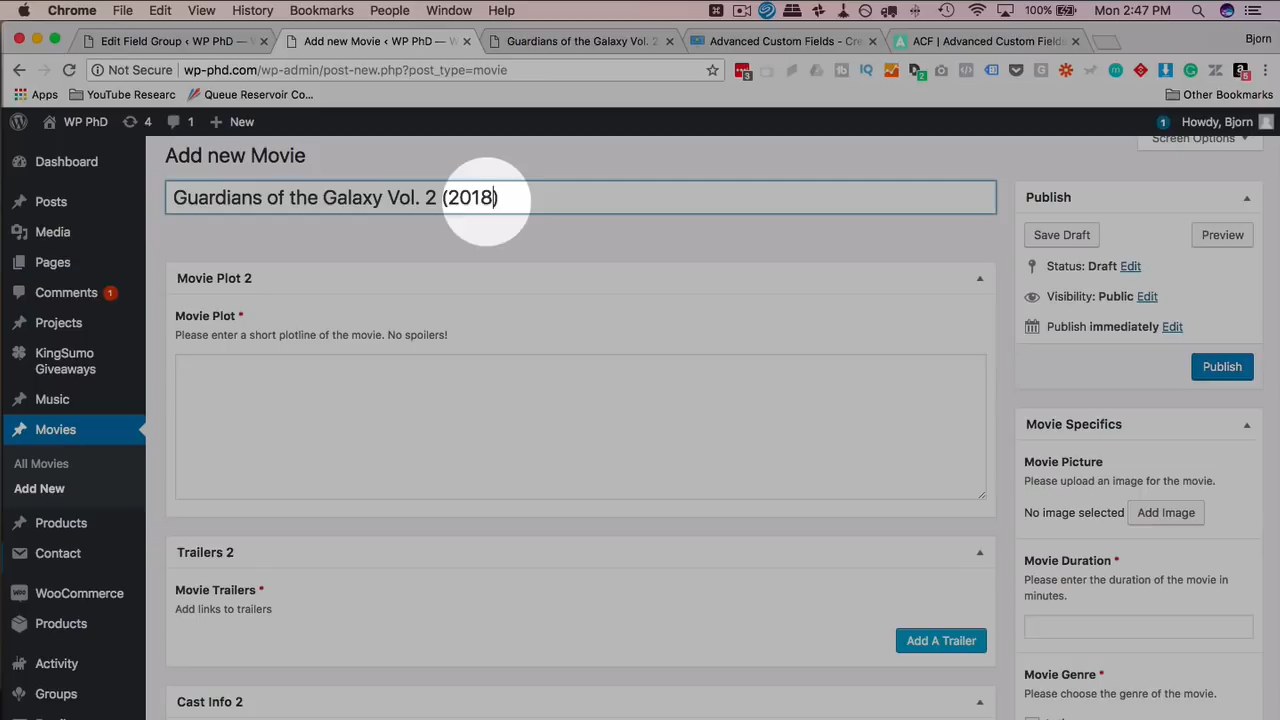 Chrome File Edit View History Bookmarks People Window Help 100% Mon 2:47 PM
Edit Field Group ‹ WP PhD — Add new Movie ‹ WP PhD — Guardians of the Galaxy Vol. 2 Advanced Custom Fields - Cre ACF | Advanced Custom Fields Bjorn
Not Secure wp-phd.com/wp-admin/post-new.php?post_type=movie
Apps YouTube Researc Queue Reservoir Co... Other Bookmarks
WP PhD 4 1 New 1 Howdy, Bjorn
Dashboard
Posts
Media
Pages
Comments 1
Projects
KingSumo
Giveaways
Music
Movies
All Movies
Add New
Products
Contact
WooCommerce
Products
Activity
Groups
Add new Movie
Screen Options
Guardians of the Galaxy Vol. 2 (2018)
Movie Plot 2
Movie Plot *
Please enter a short plotline of the movie. No spoilers!
Trailers 2
Movie Trailers *
Add links to trailers
Add A Trailer
Cast Info 2
Publish
Save Draft Preview
Status: Draft Edit
Visibility: Public Edit
Publish immediately Edit
Publish
Movie Specifics
Movie Picture
Please upload an image for the movie.
No image selected Add Image
Movie Duration *
Please enter the duration of the movie in
minutes.
Movie Genre *
Please choose the genre of the movie.